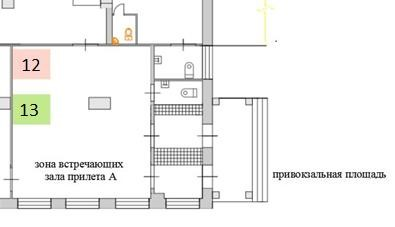 12
13
зона встречающих
зала прилета А
привокзальная площадь